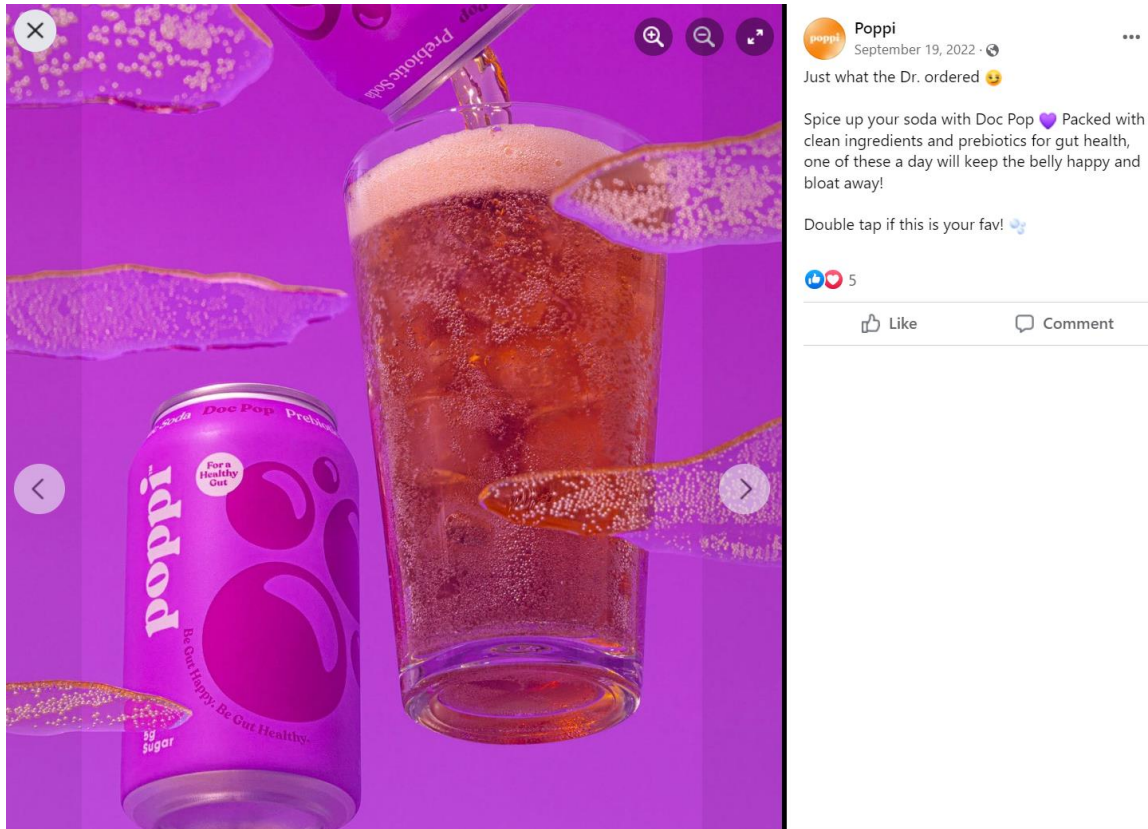 Prebiotic Soda
Pop
Soda Doc Pop
For a
Healthy
Gut
poppi
Be Gut Happy. Be Gut Healthy.
5g
Sugar
poppi
Poppi
September 19, 2022 ·
Just what the Dr. ordered 😏
Spice up your soda with Doc Pop 💜 Packed with
clean ingredients and prebiotics for gut health,
one of these a day will keep the belly happy and
bloat away!
Double tap if this is your fav! 🫧
5
Like
Comment